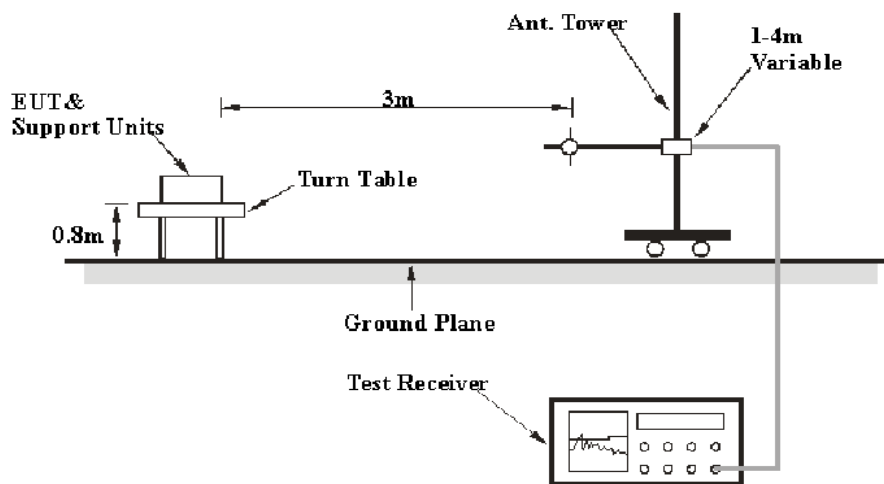 Ant. Tower
1-4m
Variable
3m
EUT&
Support Units
Turn Table
0.8m
Ground Plane
Test Receiver